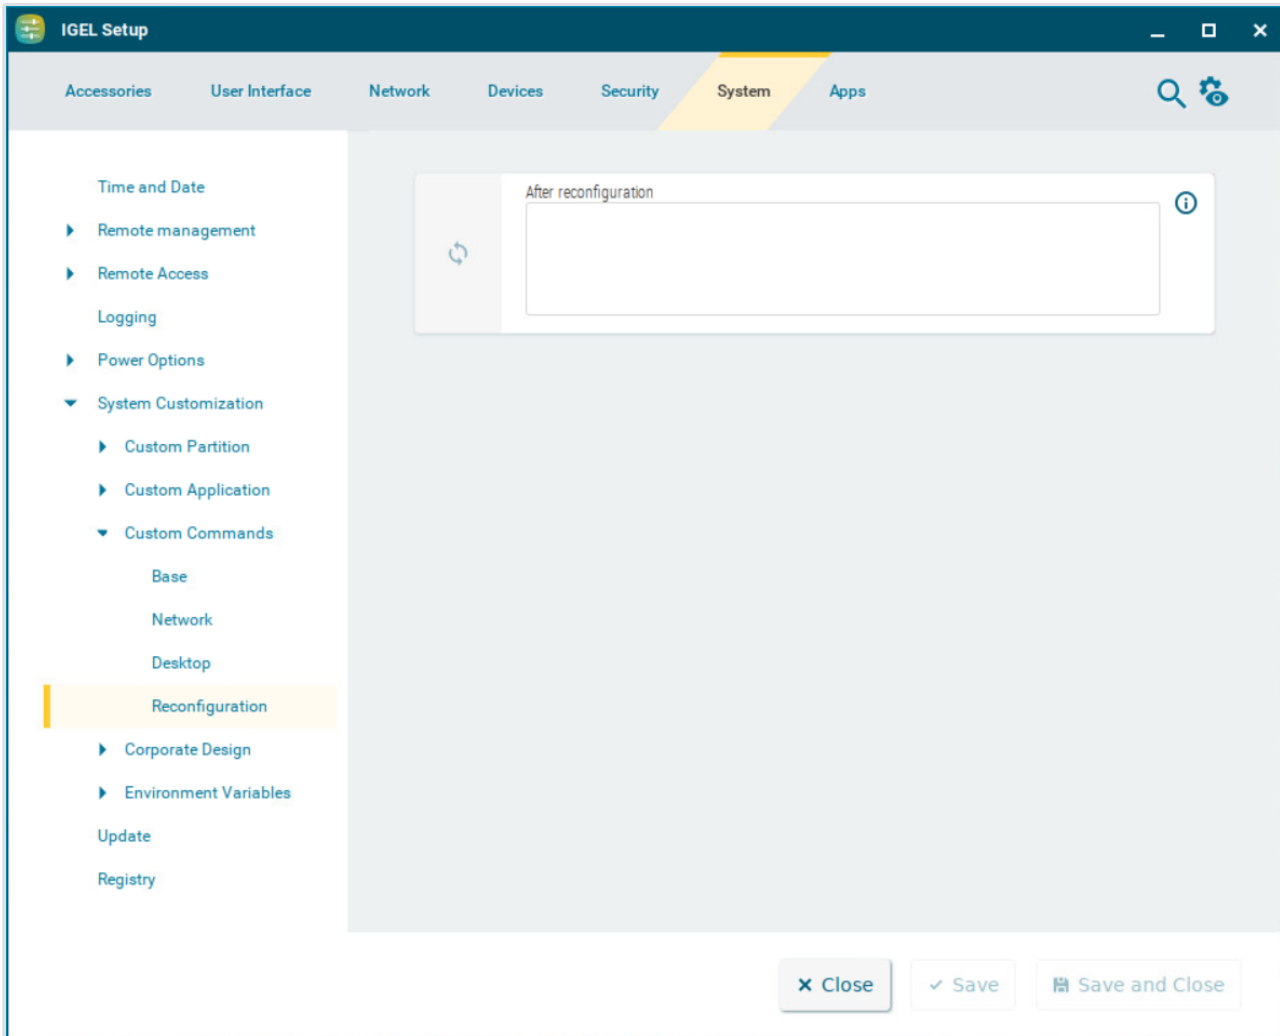 IGEL Setup
Accessories User Interface Network Devices Security System Apps
Time and Date
Remote management
Remote Access
Logging
Power Options
System Customization
Custom Partition
Custom Application
Custom Commands
Base
Network
Desktop
Reconfiguration
Corporate Design
Environment Variables
Update
Registry
After reconfiguration
Close Save Save and Close